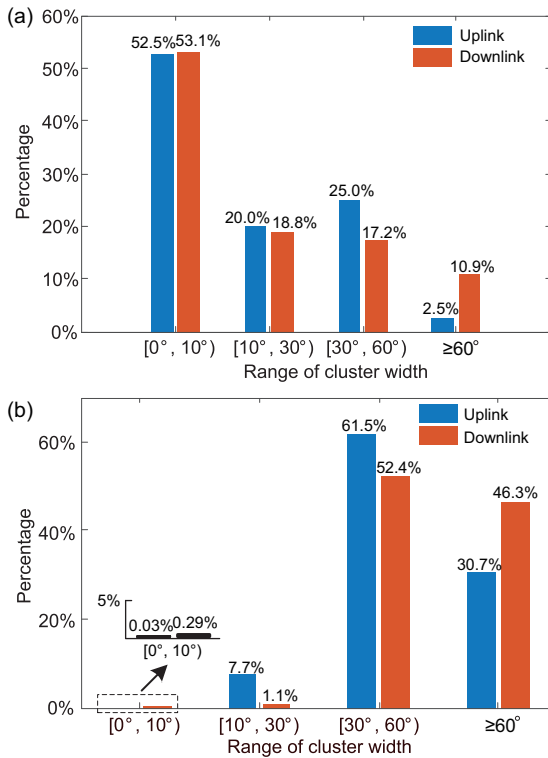 (a)
60%
50%
40%
30%
20%
10%
0%
Percentage
Uplink
Downlink
52.5% 53.1%
20.0% 18.8%
25.0%
17.2%
2.5%
10.9%
[0°, 10°) [10°, 30°) [30°, 60°) ≥60°
Range of cluster width
(b)
60%
40%
20%
0%
Percentage
Uplink
Downlink
61.5%
52.4%
46.3%
30.7%
5%
0.03% 0.29%
[0°, 10°)
7.7%
1.1%
[0°, 10°) [10°, 30°) [30°, 60°) ≥60°
Range of cluster width